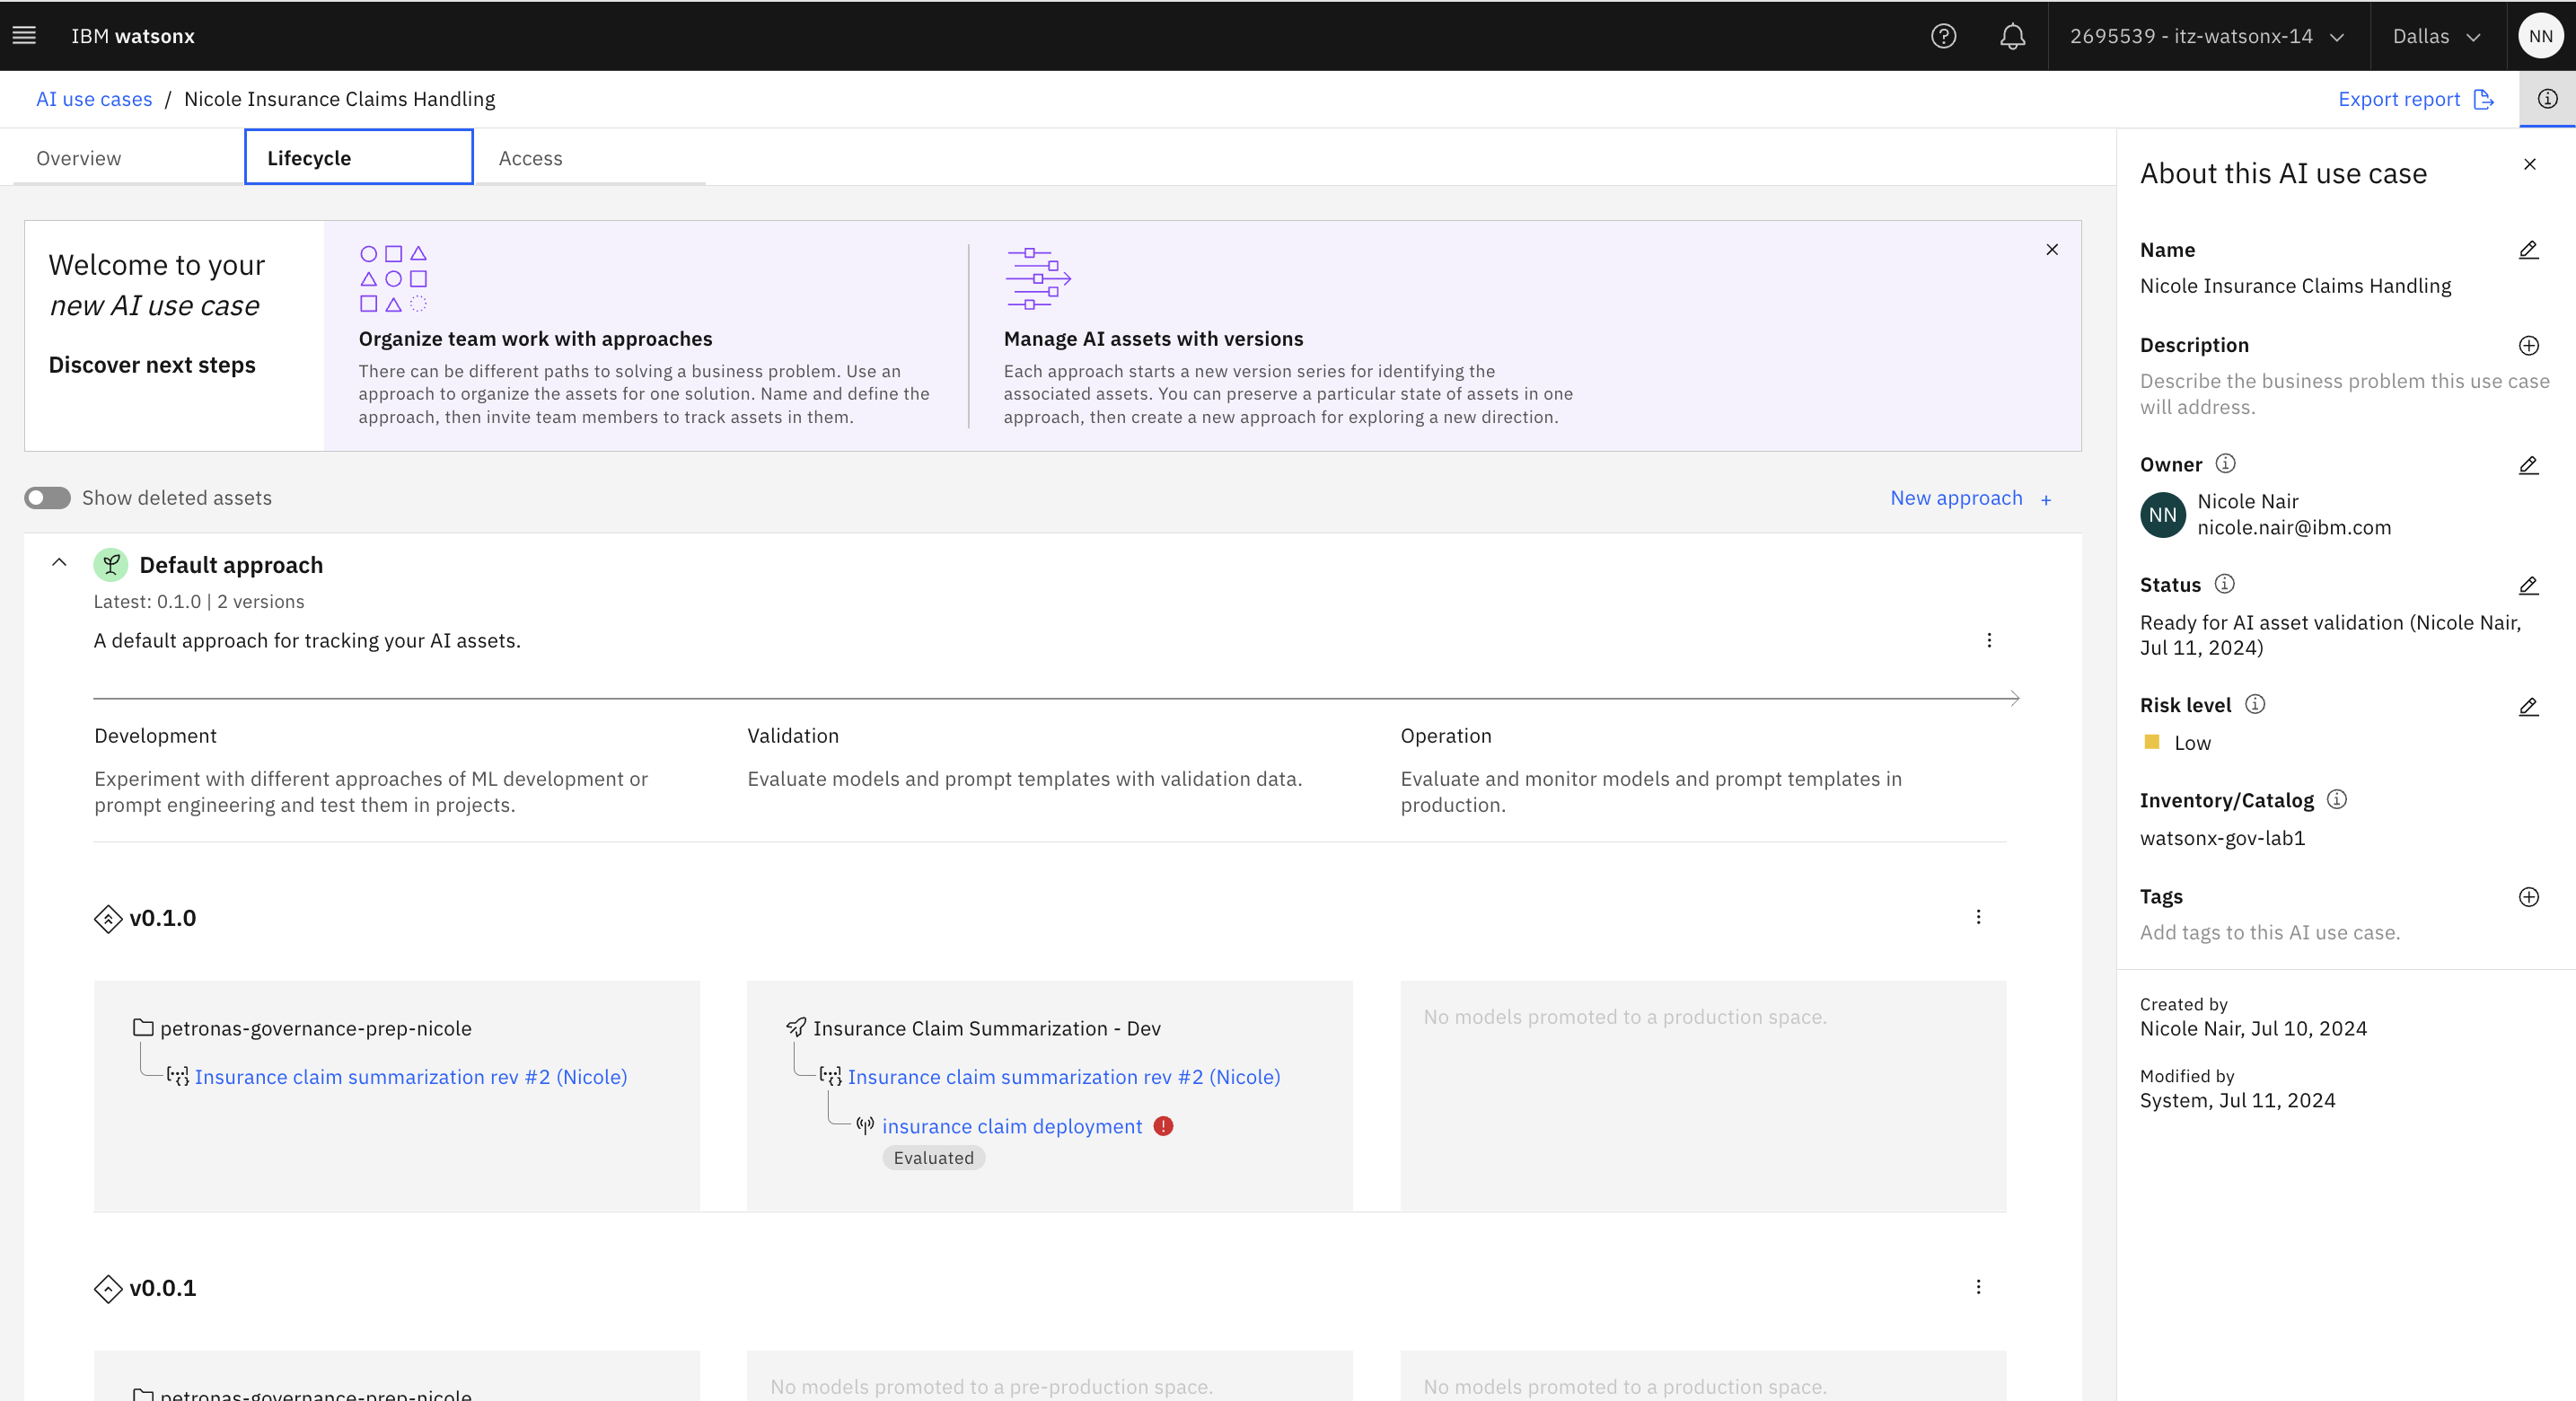 IBM watsonx
2695539 - itz-watsonx-14
Dallas
NN
AI use cases / Nicole Insurance Claims Handling
Export report
Overview
Lifecycle
Access
Welcome to your
new AI use case
Discover next steps
Organize team work with approaches
There can be different paths to solving a business problem. Use an
approach to organize the assets for one solution. Name and define the
approach, then invite team members to track assets in them.
Manage AI assets with versions
Each approach starts a new version series for identifying the
associated assets. You can preserve a particular state of assets in one
approach, then create a new approach for exploring a new direction.
Show deleted assets
New approach +
Default approach
Latest: 0.1.0 | 2 versions
A default approach for tracking your AI assets.
Development
Experiment with different approaches of ML development or
prompt engineering and test them in projects.
Validation
Evaluate models and prompt templates with validation data.
Operation
Evaluate and monitor models and prompt templates in
production.
v0.1.0
petronas-governance-prep-nicole
Insurance claim summarization rev #2 (Nicole)
Insurance Claim Summarization - Dev
Insurance claim summarization rev #2 (Nicole)
insurance claim deployment
Evaluated
No models promoted to a production space.
v0.0.1
petronas-governance-prep-nicole
No models promoted to a pre-production space.
No models promoted to a production space.
About this AI use case
Name
Nicole Insurance Claims Handling
Description
Describe the business problem this use case
will address.
Owner
NN
Nicole Nair
nicole.nair@ibm.com
Status
Ready for AI asset validation (Nicole Nair,
Jul 11, 2024)
Risk level
Low
Inventory/Catalog
watsonx-gov-lab1
Tags
Add tags to this AI use case.
Created by
Nicole Nair, Jul 10, 2024
Modified by
System, Jul 11, 2024